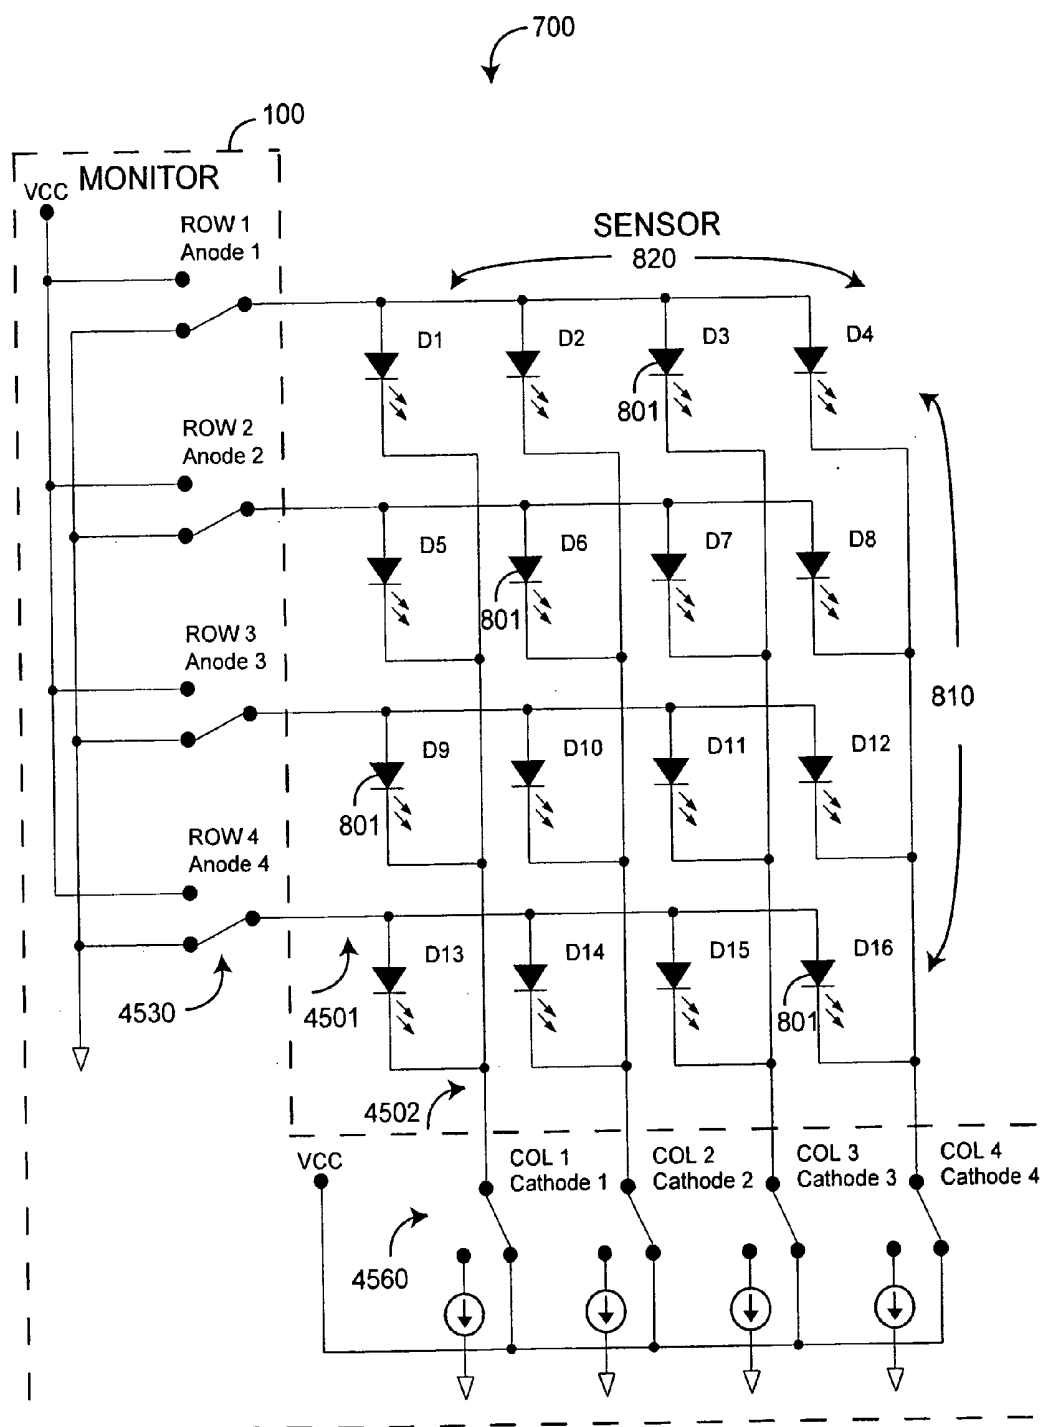 700
100
MONITOR
VCC
ROW 1
Anode 1
SENSOR
820
D1
D2
D3
D4
801
ROW 2
Anode 2
D5
D6
D7
D8
801
ROW 3
Anode 3
810
D9
D10
D11
D12
801
ROW 4
Anode 4
D13
D14
D15
D16
801
4530
4501
4502
VCC
COL 1
Cathode 1
COL 2
Cathode 2
COL 3
Cathode 3
COL 4
Cathode 4
4560